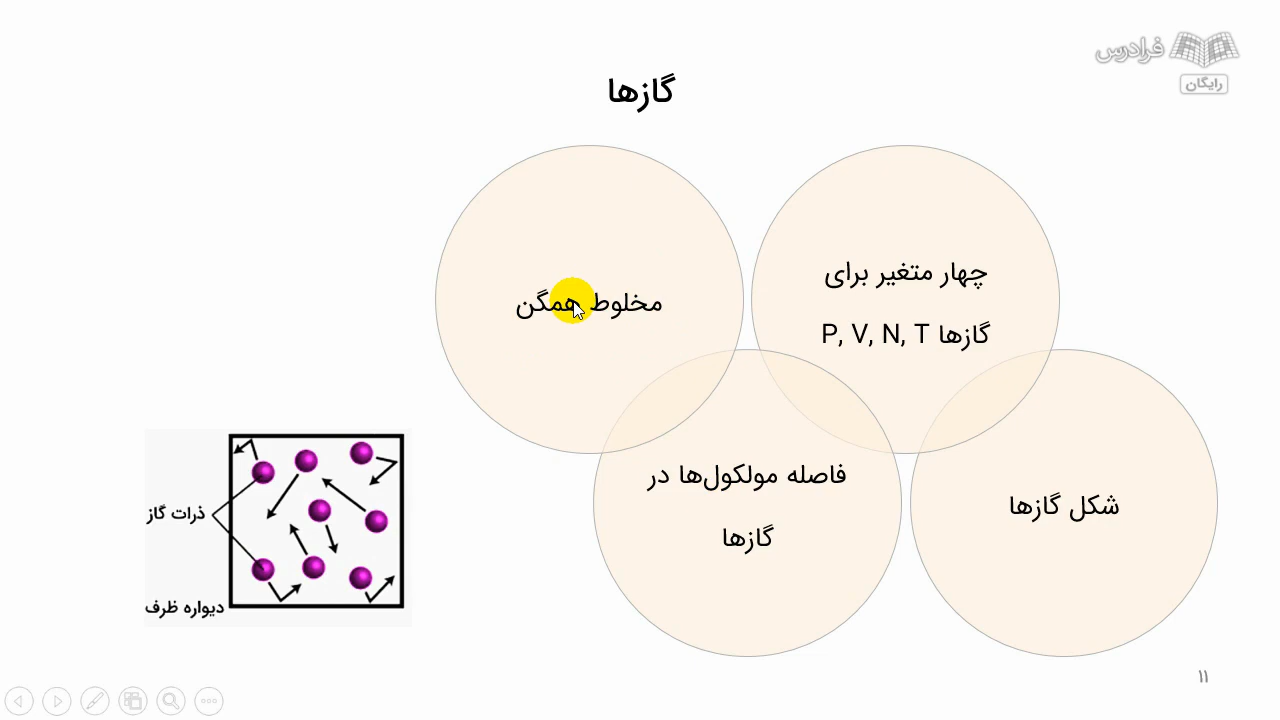 فرادرس
رایگان
گازها
چهار متغیر برای
گازها P, V, N, T
مخلوط همگن
شکل گازها
فاصله مولکول‌ها در
گازها
ذرات گاز
دیواره ظرف
۱۱